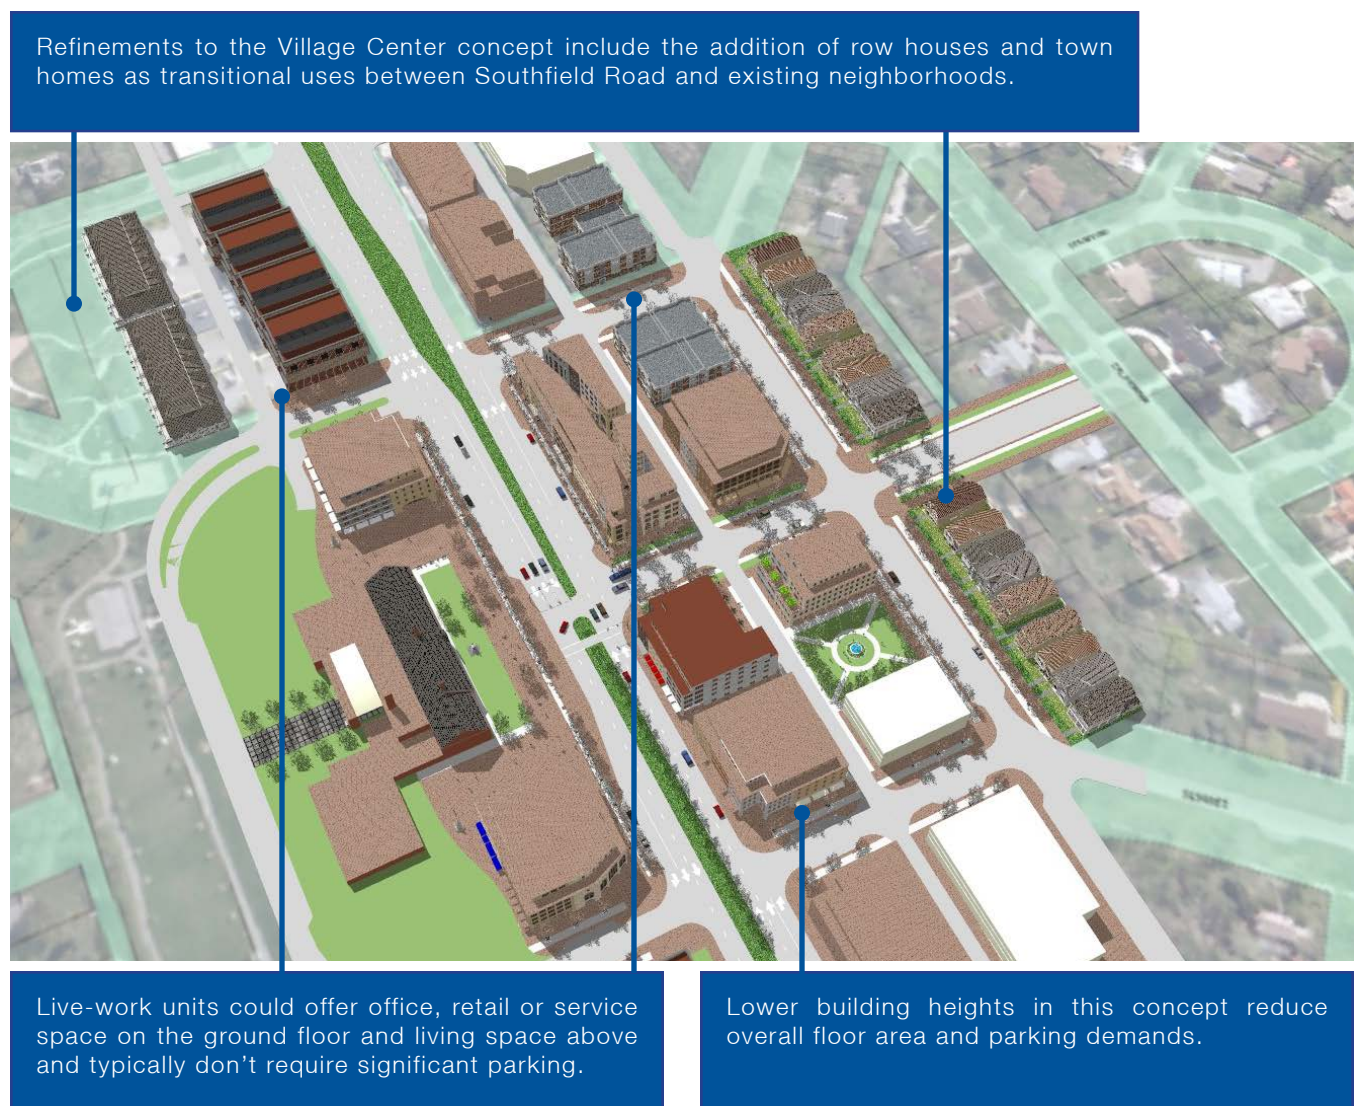 Refinements to the Village Center concept include the addition of row houses and town
homes as transitional uses between Southfield Road and existing neighborhoods.
Live-work units could offer office, retail or service
space on the ground floor and living space above
and typically don’t require significant parking.
Lower building heights in this concept reduce
overall floor area and parking demands.